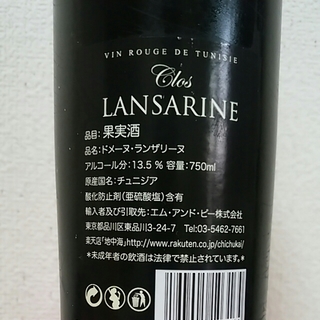 VIN ROUGE DE TUNISIE
Clos
LANSARINE
品目:果実酒
品名:ドメーヌ・ランザリーヌ
アルコール分:13.5% 容量:750ml
原産国名:チュニジア
酸化防止剤(亜硫酸塩)含有
輸入者及び引取先:エム・アンド・ピー株式会社
東京都品川区東品川3-24-7 Tel:03-5462-7661
楽天店「地中海」http://www.rakuten.co.jp/chichukai/
*未成年者の飲酒は法律で禁止されています。